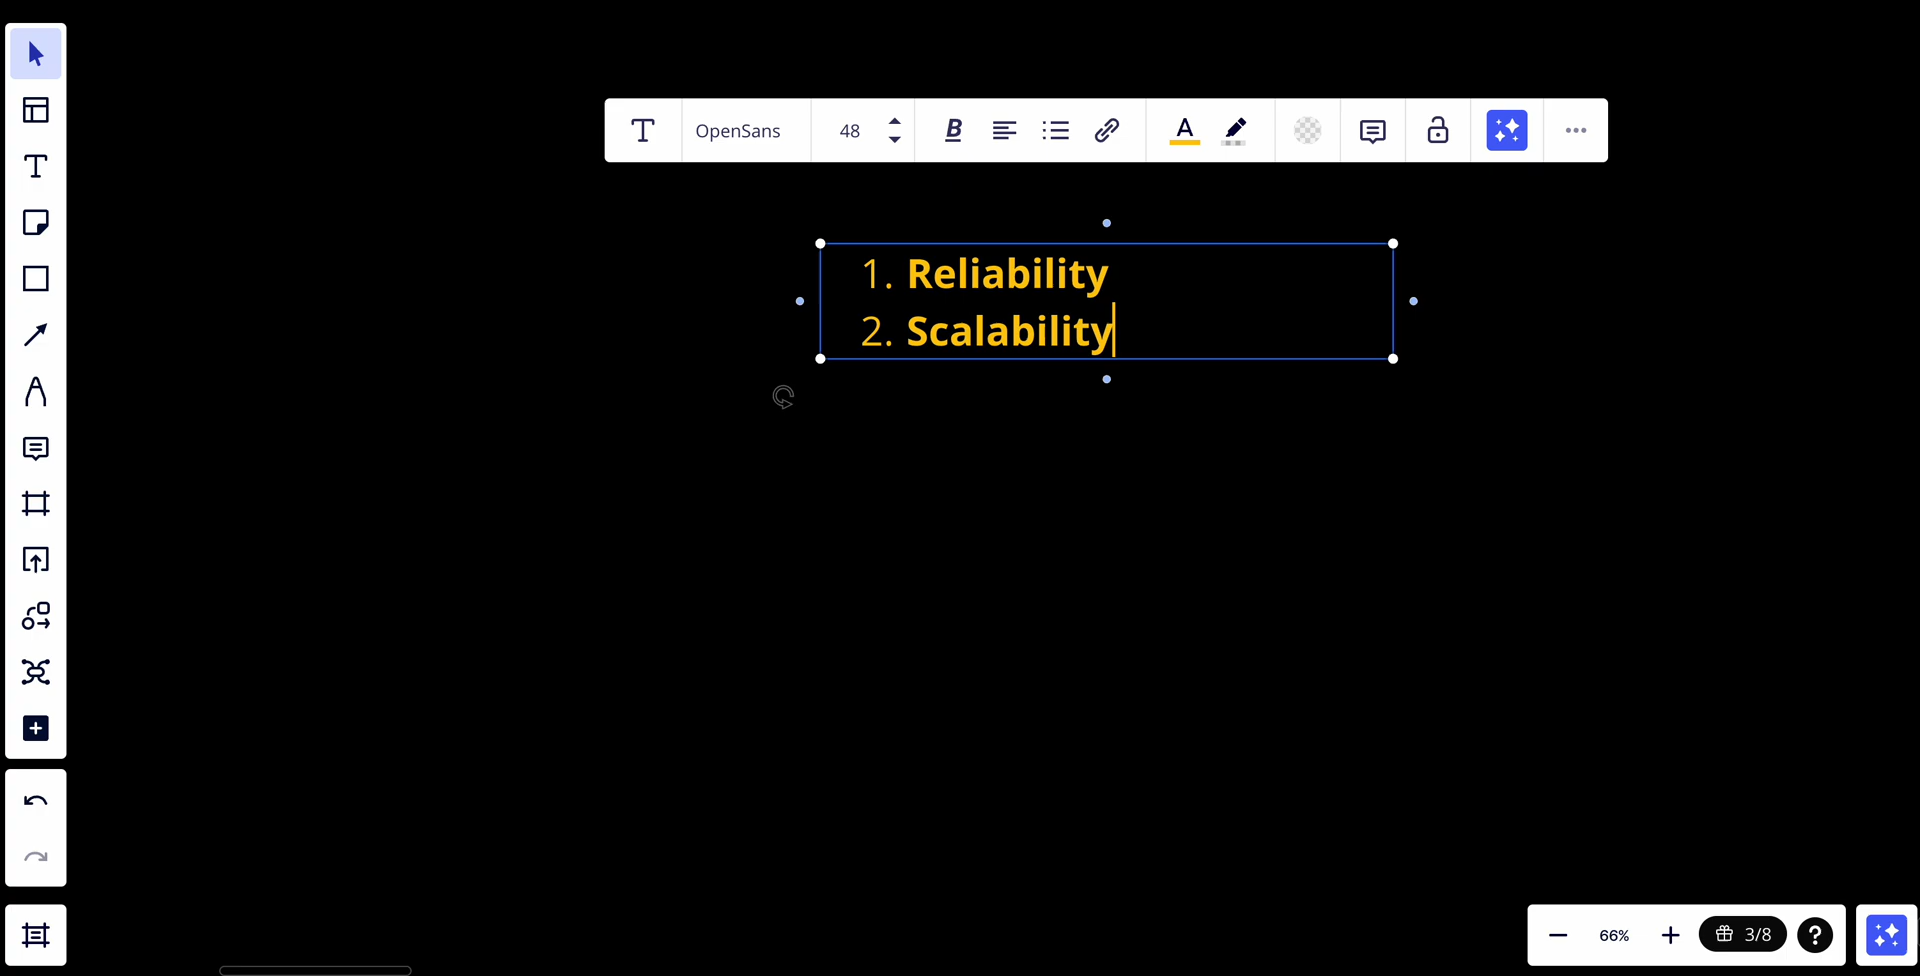 OpenSans 48 B A
1. Reliability
2. Scalability
66% 3/8 ?